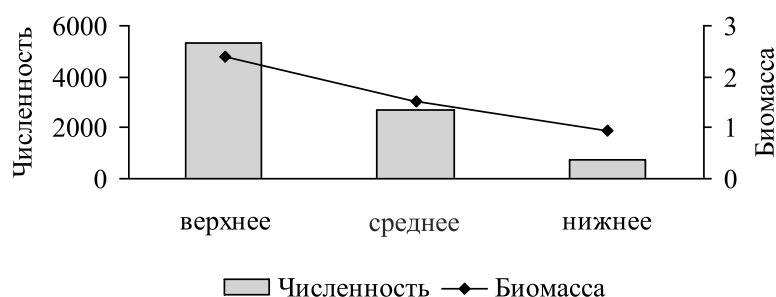 Численность
6000
4000
2000
0
3
2
1
0
Биомасса
верхнее среднее нижнее
Численность Биомасса